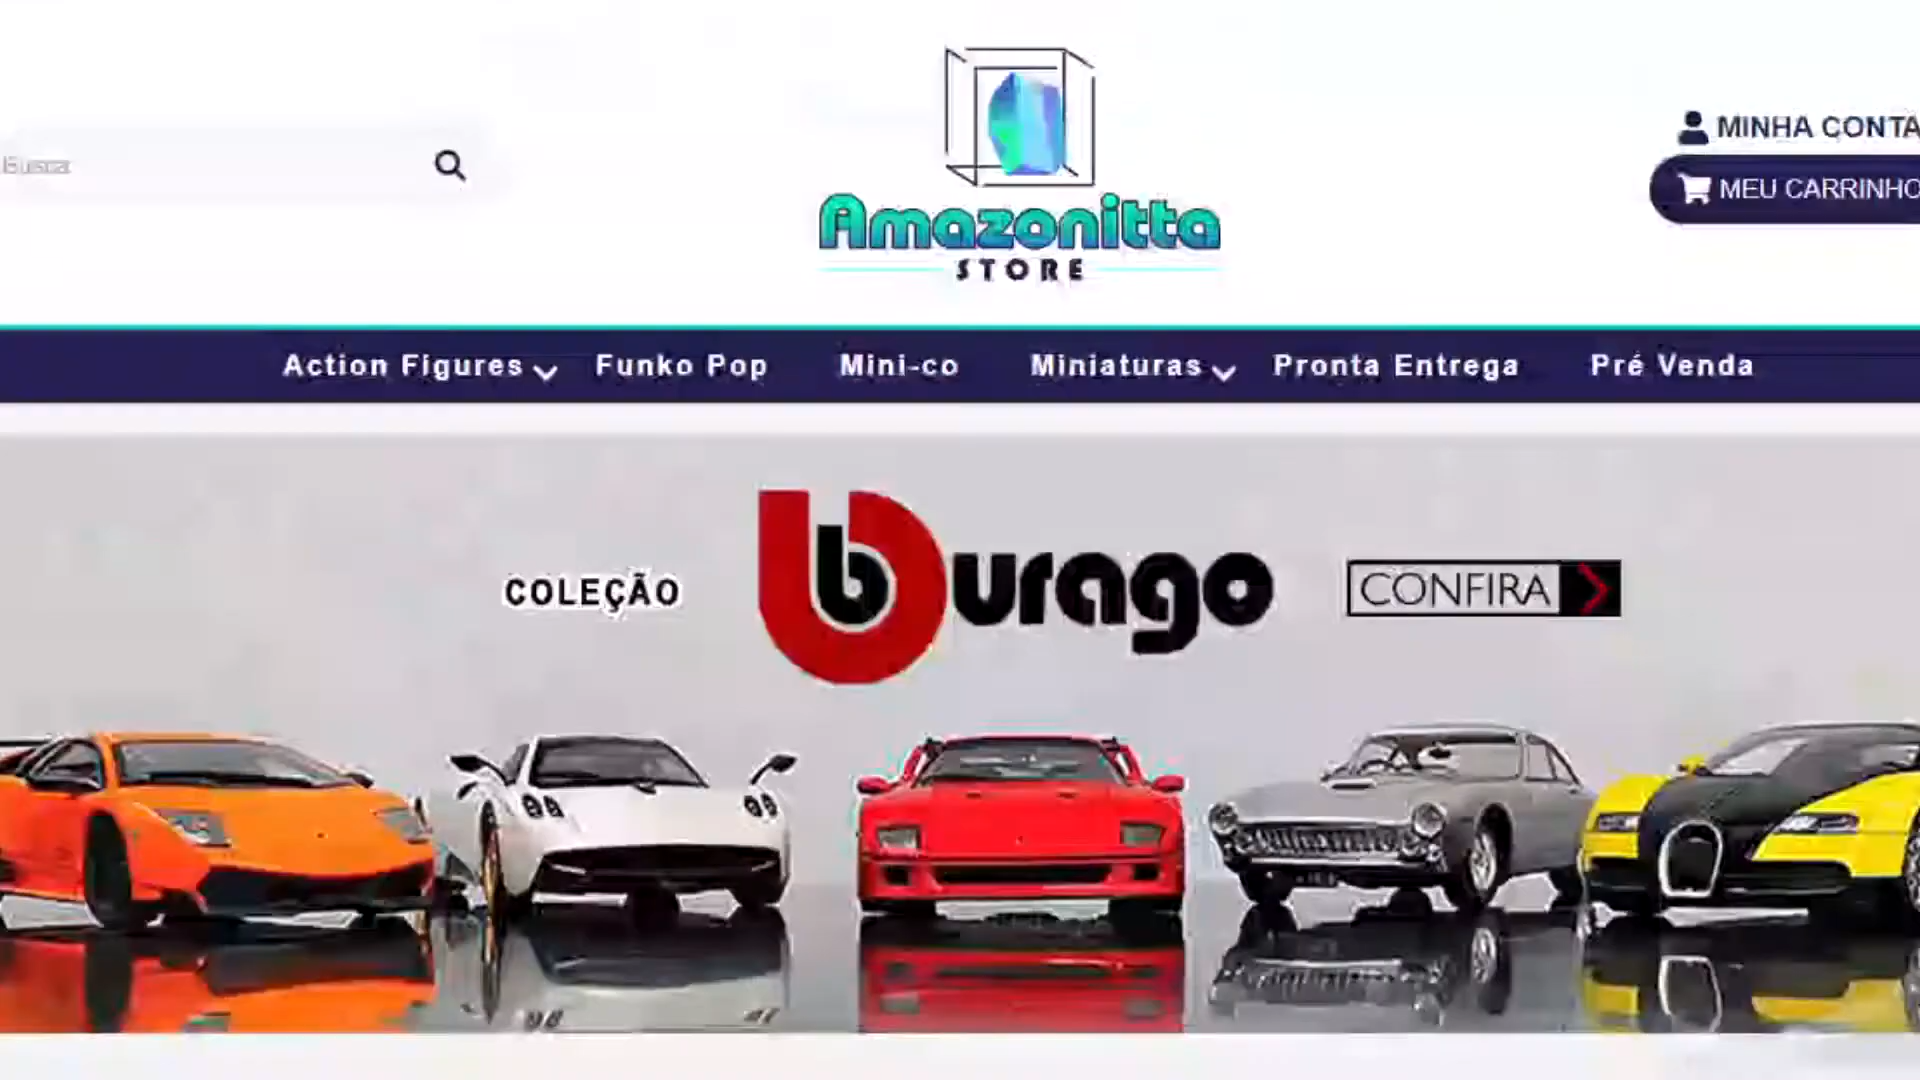 Busca
Amazonitta
STORE
MINHA CONTA
MEU CARRINHO
Action Figures
Funko Pop
Mini-co
Miniaturas
Pronta Entrega
Pré Venda
COLEÇÃO
burago
CONFIRA